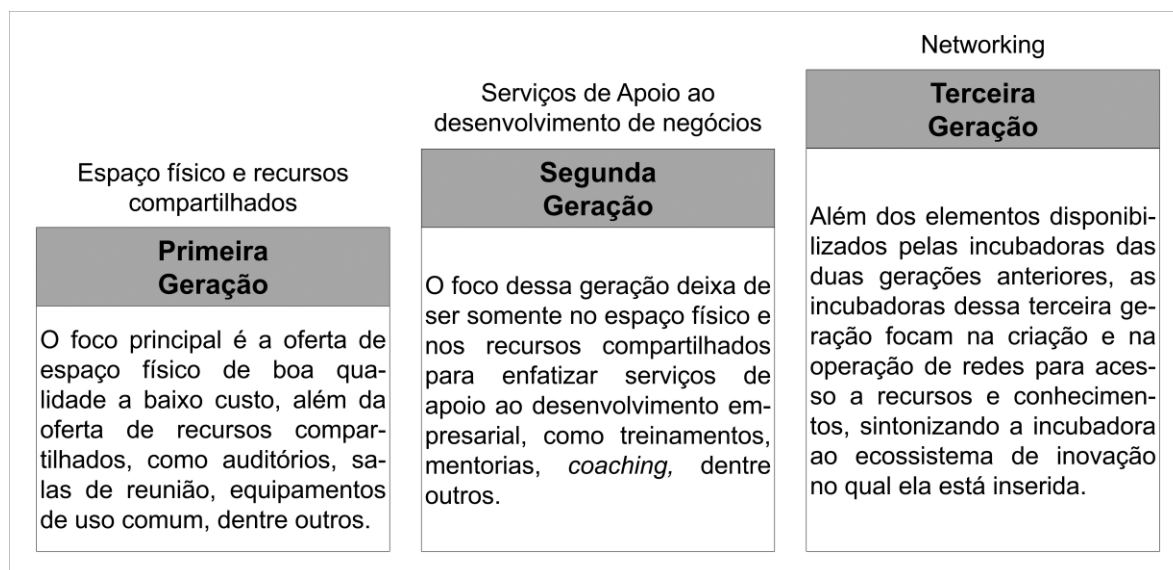 Espaço físico e recursos
compartilhados
Primeira
Geração
O foco principal é a oferta de
espaço físico de boa qua-
lidade a baixo custo, além da
oferta de recursos compar-
tilhados, como auditórios, sa-
las de reunião, equipamentos
de uso comum, dentre outros.
Serviços de Apoio ao
desenvolvimento de negócios
Segunda
Geração
O foco dessa geração deixa de
ser somente no espaço físico e
nos recursos compartilhados
para enfatizar serviços de
apoio ao desenvolvimento em-
presarial, como treinamentos,
mentorias, coaching, dentre
outros.
Networking
Terceira
Geração
Além dos elementos disponibi-
lizados pelas incubadoras das
duas gerações anteriores, as
incubadoras dessa terceira ge-
ração focam na criação e na
operação de redes para aces-
so a recursos e conhecimen-
tos, sintonizando a incubadora
ao ecossistema de inovação
no qual ela está inserida.